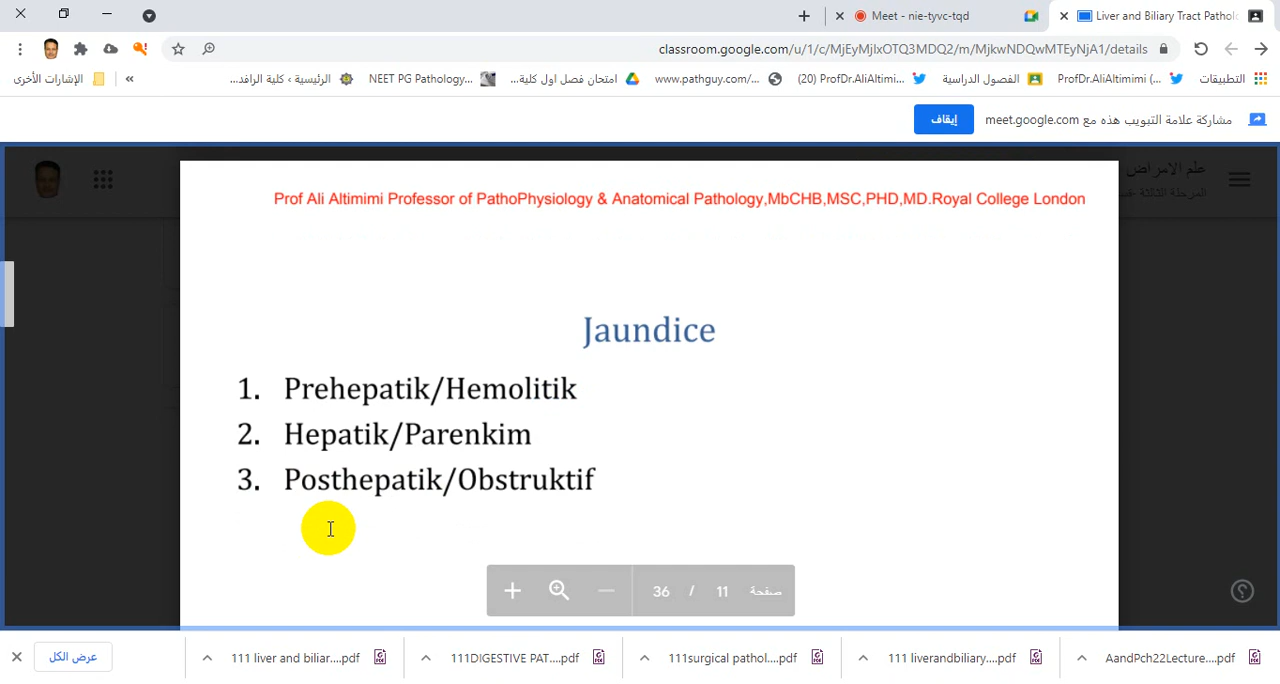 Meet - nie-tyvc-tqd
Liver and Biliary Tract Pathol
classroom.google.com/u/1/c/MjEyMjIxOTQ3MDQ2/m/MjkwNDQwMTEyNjA1/details
التطبيقات
ProfDr.AliAltimimi (...
الفصول الدراسية
(20) ProfDr.AliAltimi...
www.pathguy.com/...
امتحان فصل اول كلية...
NEET PG Pathology...
الرئيسية › كلية الرافد...
»
الإشارات الأخرى
مشاركة علامة التبويب هذه مع meet.google.com
إيقاف
علم الامراض
المرحلة الثالثة -
Prof Ali Altimimi Professor of PathoPhysiology & Anatomical Pathology,MbCHB,MSC,PHD,MD.Royal College London
Jaundice
1. Prehepatik/Hemolitik
2. Hepatik/Parenkim
3. Posthepatik/Obstruktif
صفحة 11 / 36
عرض الكل
111 liver and biliar....pdf
111DIGESTIVE PAT....pdf
111surgical pathol....pdf
111 liverandbiliary....pdf
AandPch22Lecture....pdf